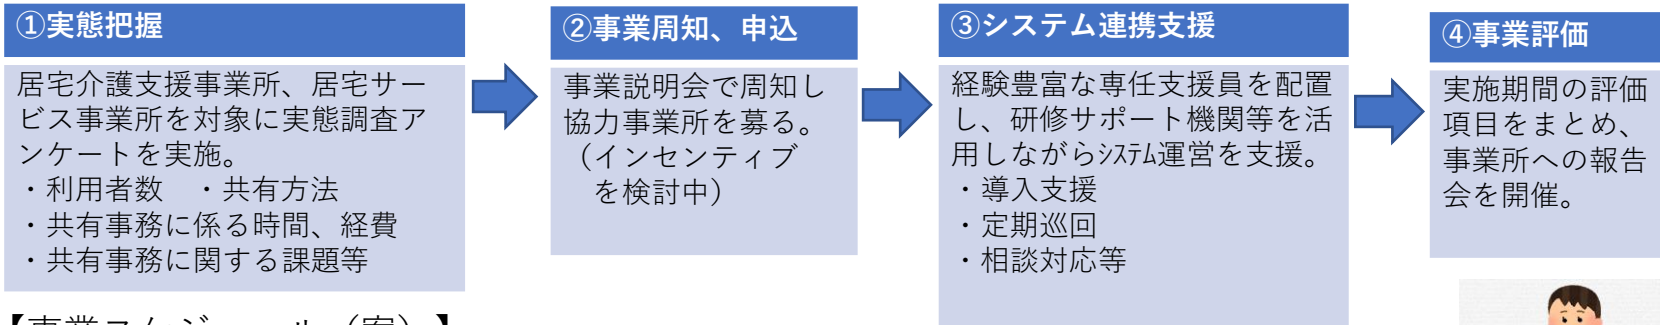 ①実態把握
居宅介護支援事業所、居宅サー
ビス事業所を対象に実態調査ア
ンケートを実施。
・利用者数　・共有方法
・共有事務に係る時間、経費
・共有事務に関する課題等
②事業周知、申込
事業説明会で周知し
協力事業所を募る。
（インセンティブ
を検討中）
③システム連携支援
経験豊富な専任支援員を配置
し、研修サポート機関等を活
用しながらｼｽﾃﾑ運営を支援。
・導入支援
・定期巡回
・相談対応等
④事業評価
実施期間の評価
項目をまとめ、
事業所への報告
会を開催。
【事業スケジュール（案）】